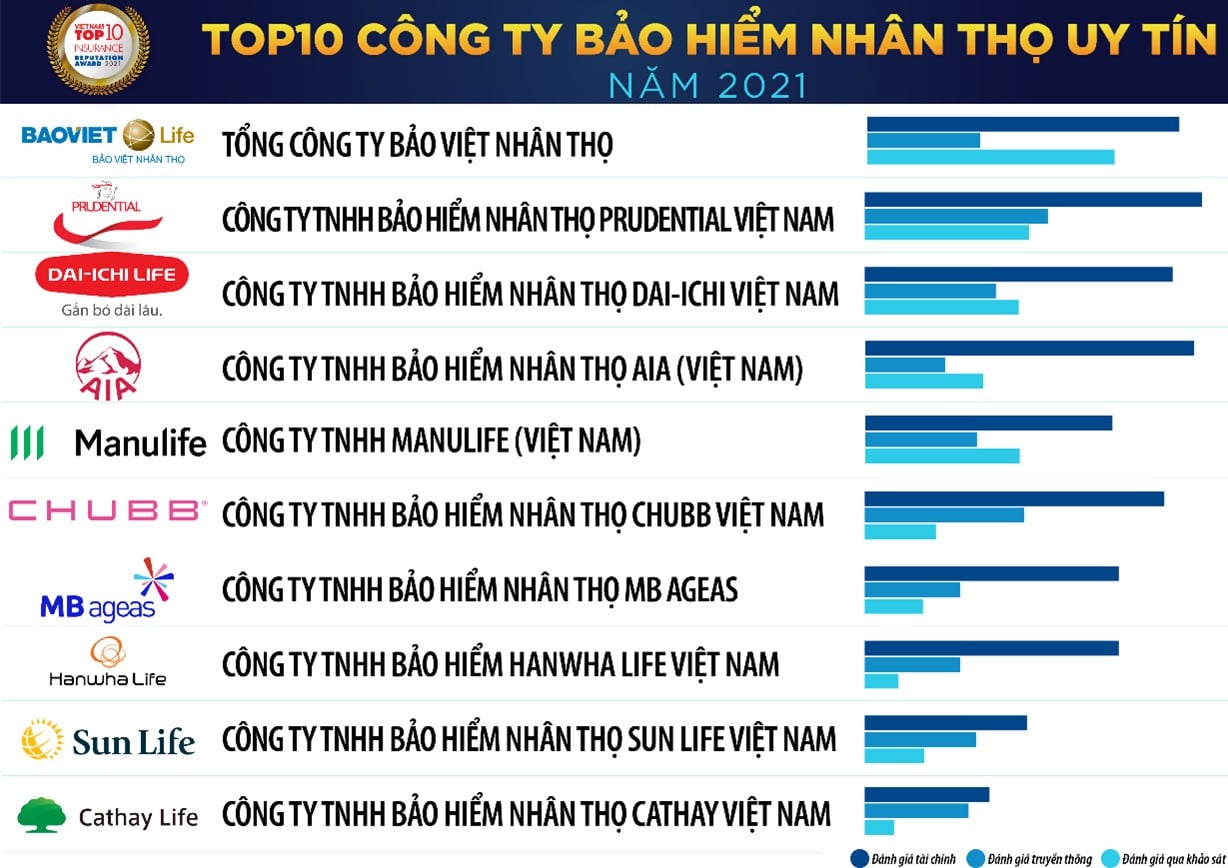 VIETNAM
TOP10
INSURANCE
REPUTATION
AWARD 2021
TOP10 CÔNG TY BẢO HIỂM NHÂN THỌ UY TÍN
NĂM 2021
BAOVIET Life
BẢO VIỆT NHÂN THỌ
TỔNG CÔNG TY BẢO VIỆT NHÂN THỌ
PRUDENTIAL
CÔNG TY TNHH BẢO HIỂM NHÂN THỌ PRUDENTIAL VIỆT NAM
DAI-ICHI LIFE
Gắn bó dài lâu.
CÔNG TY TNHH BẢO HIỂM NHÂN THỌ DAI-ICHI VIỆT NAM
AIA
CÔNG TY TNHH BẢO HIỂM NHÂN THỌ AIA (VIỆT NAM)
Manulife
CÔNG TY TNHH MANULIFE (VIỆT NAM)
CHUBB®
CÔNG TY TNHH BẢO HIỂM NHÂN THỌ CHUBB VIỆT NAM
MB ageas
CÔNG TY TNHH BẢO HIỂM NHÂN THỌ MB AGEAS
Hanwha Life
CÔNG TY TNHH BẢO HIỂM HANWHA LIFE VIỆT NAM
Sun Life
CÔNG TY TNHH BẢO HIỂM NHÂN THỌ SUN LIFE VIỆT NAM
Cathay Life
CÔNG TY TNHH BẢO HIỂM NHÂN THỌ CATHAY VIỆT NAM
Đánh giá tài chính Đánh giá truyền thông Đánh giá qua khảo sát